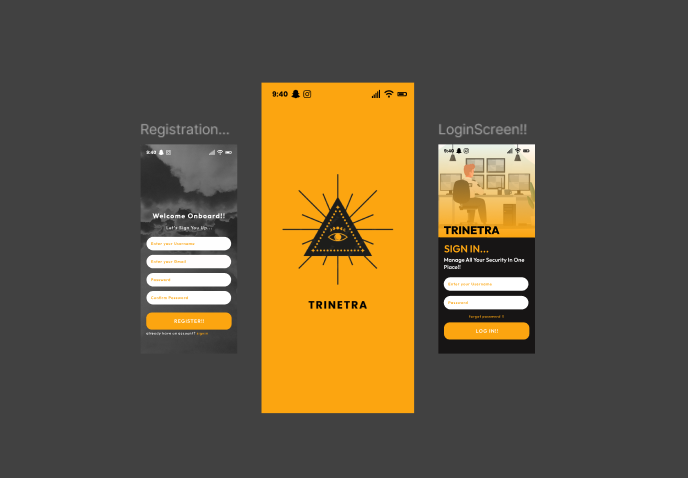 Registration...
9:40
Welcome Onboard!!
Let's Sign You Up...
Enter your Username
Enter your Email
Password
Confirm Password
REGISTER!!
already have an account? signin
9:40
TRINETRA
LoginScreen!!
9:40
TRINETRA
SIGN IN...
Manage All Your Security In One
Place!!
Enter your Username
Password
forgot password ?
LOG IN!!